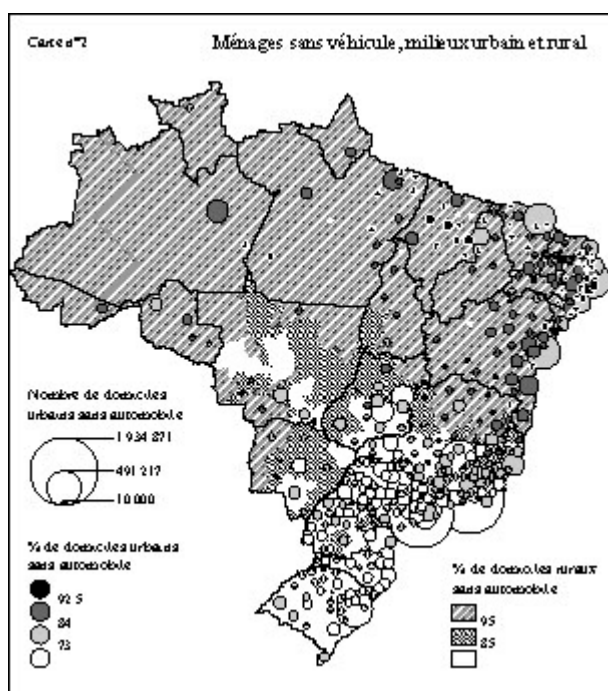 Carte n°2
Ménages sans véhicule, milieux urbain et rural
Nombre de domiciles
urbains sans automobile
1 934 871
491 217
10 000
% de domiciles urbains
sans automobile
92 5
84
73
% de domiciles ruraux
sans automobile
95
85